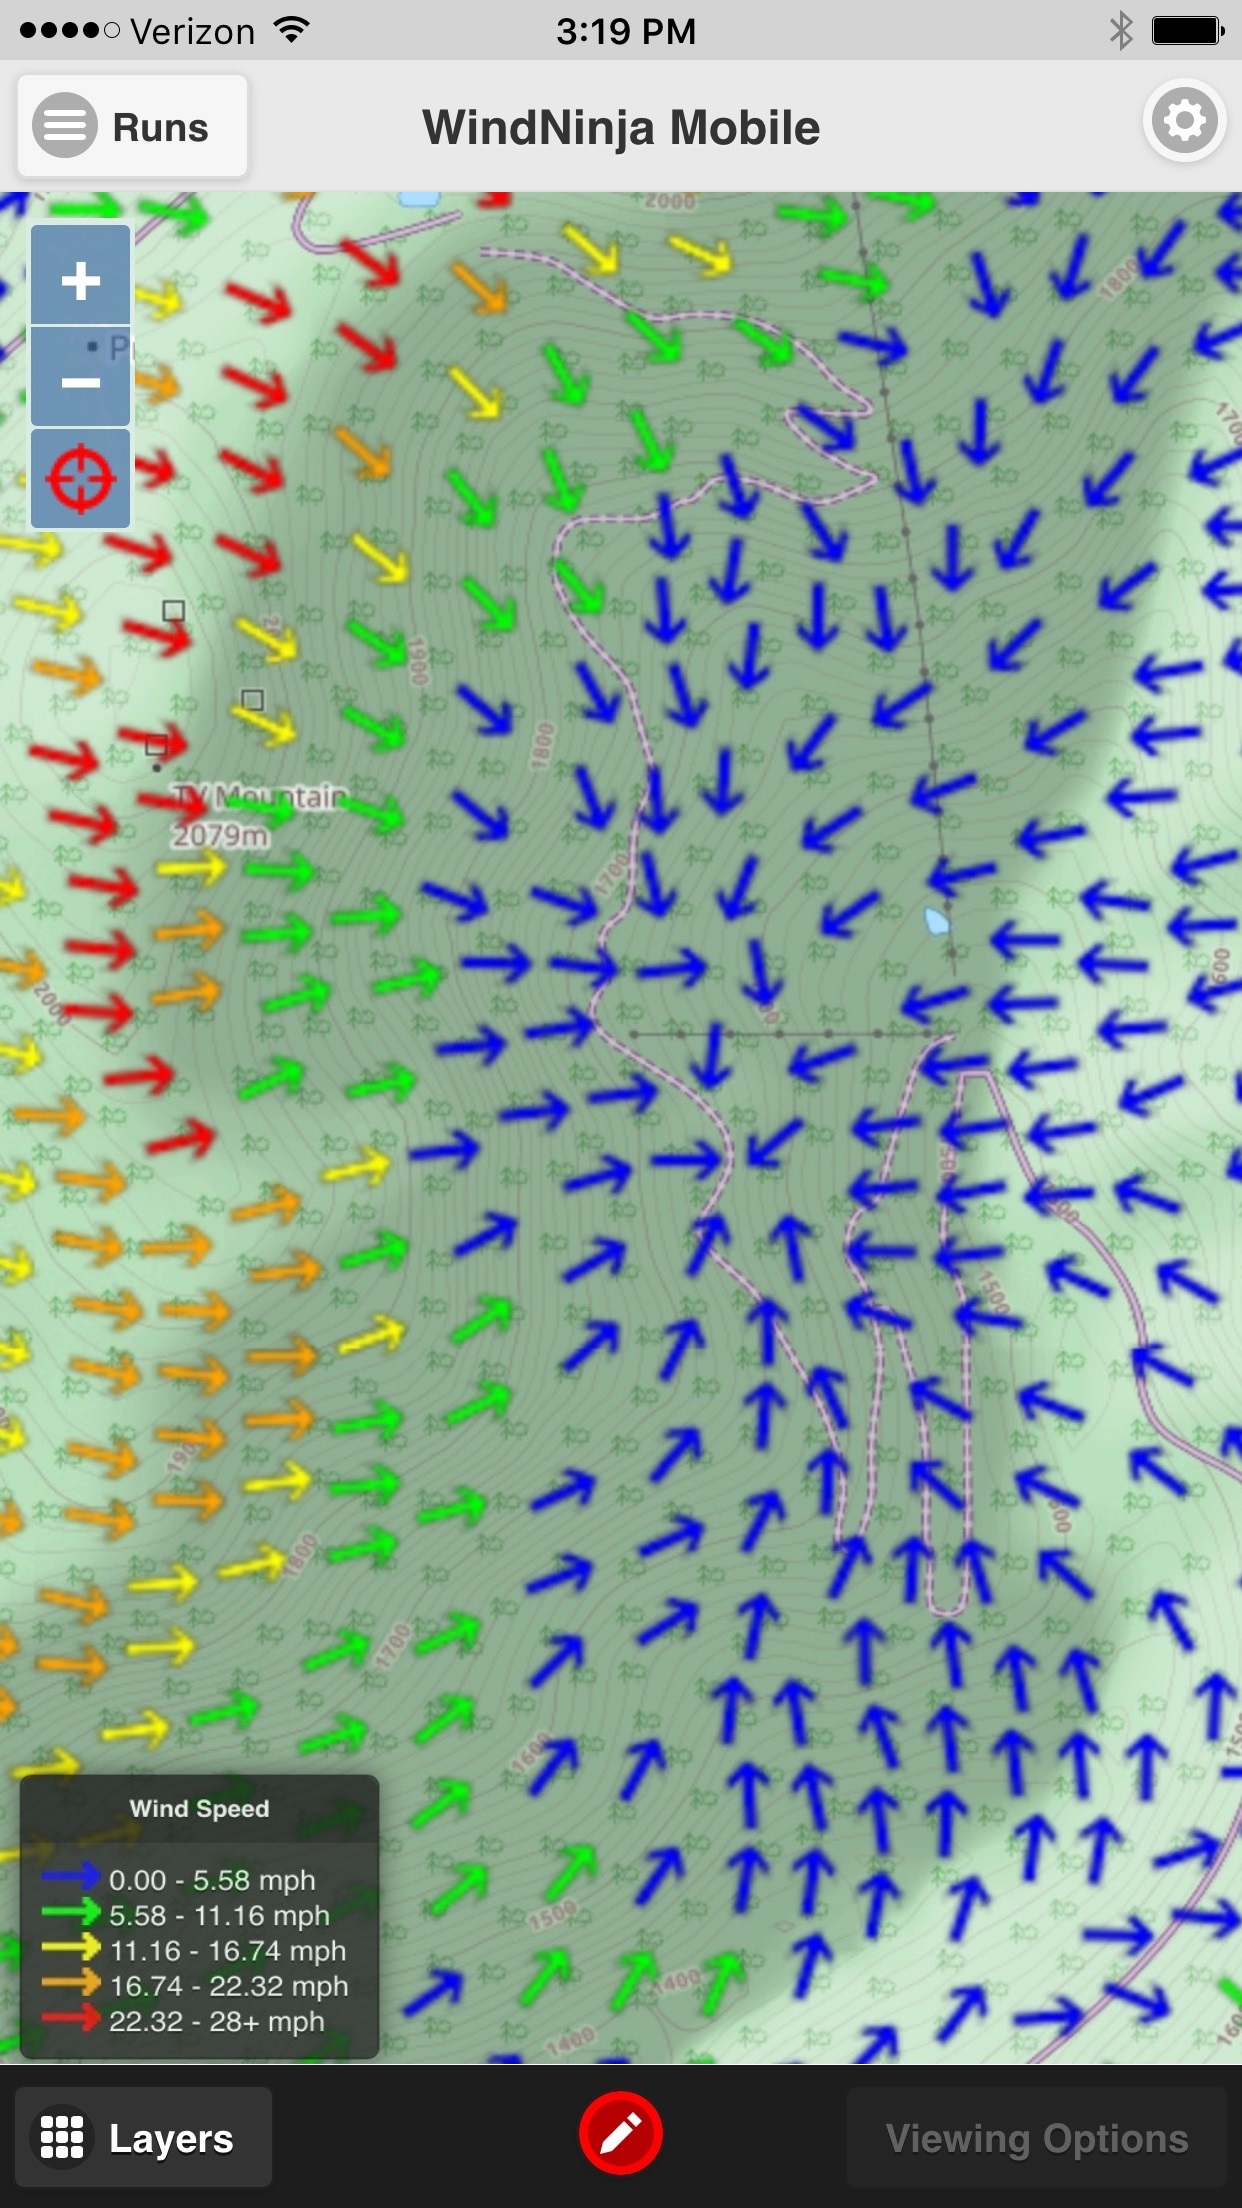 Verizon
3:19 PM
Runs
WindNinja Mobile
2000
1800
+
P
−
1700
1900
1800
TV Mountain
2079m
1700
2000
1500
1800
1700
1600
1500
1400
1400
Wind Speed
0.00 - 5.58 mph
5.58 - 11.16 mph
11.16 - 16.74 mph
16.74 - 22.32 mph
22.32 - 28+ mph
Layers
Viewing Options